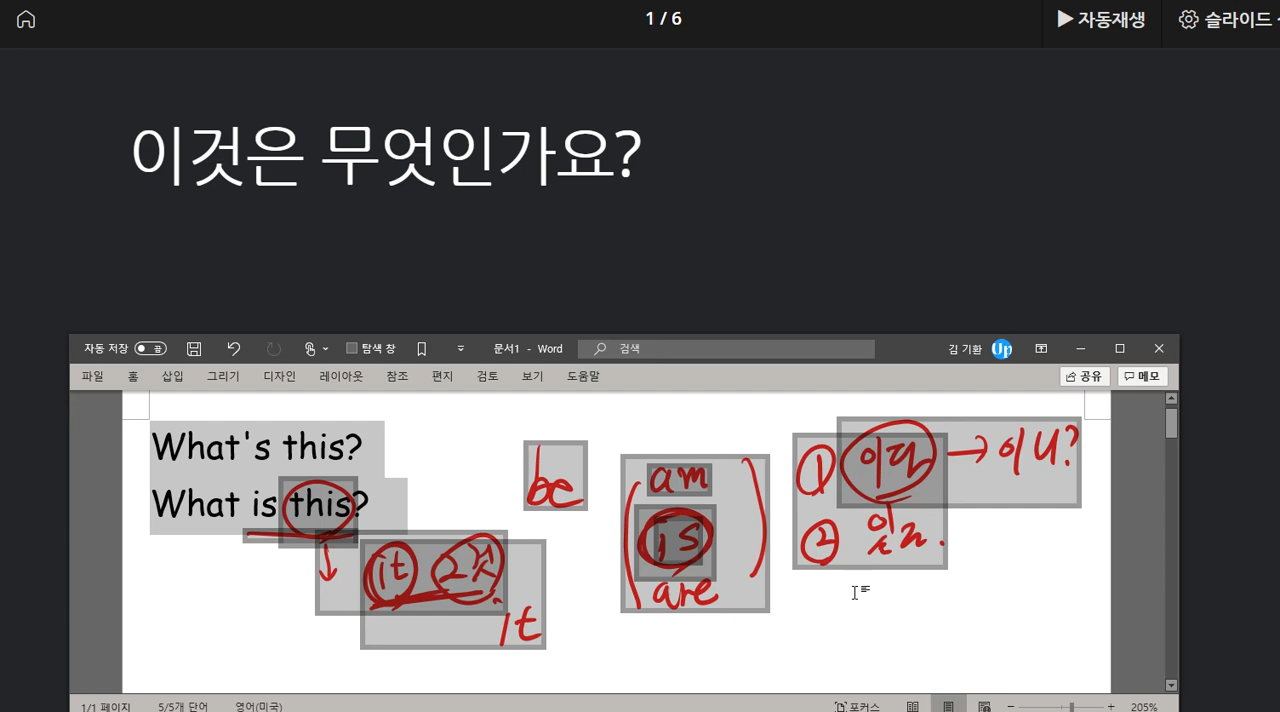 1 / 6
▶ 자동재생
슬라이드
이것은 무엇인가요?
자동 저장 끔
탐색 창
문서1 - Word
검색
김 기환
Up
파일 홈 삽입 그리기 디자인 레이아웃 참조 편지 검토 보기 도움말
공유 메모
What's this?
What is this?
it 그것.
it
be
( am
is
are )
① 이다 → 이니?
② 있다.
1/1 페이지 5/5개 단어 영어(미국)
포커스
205%